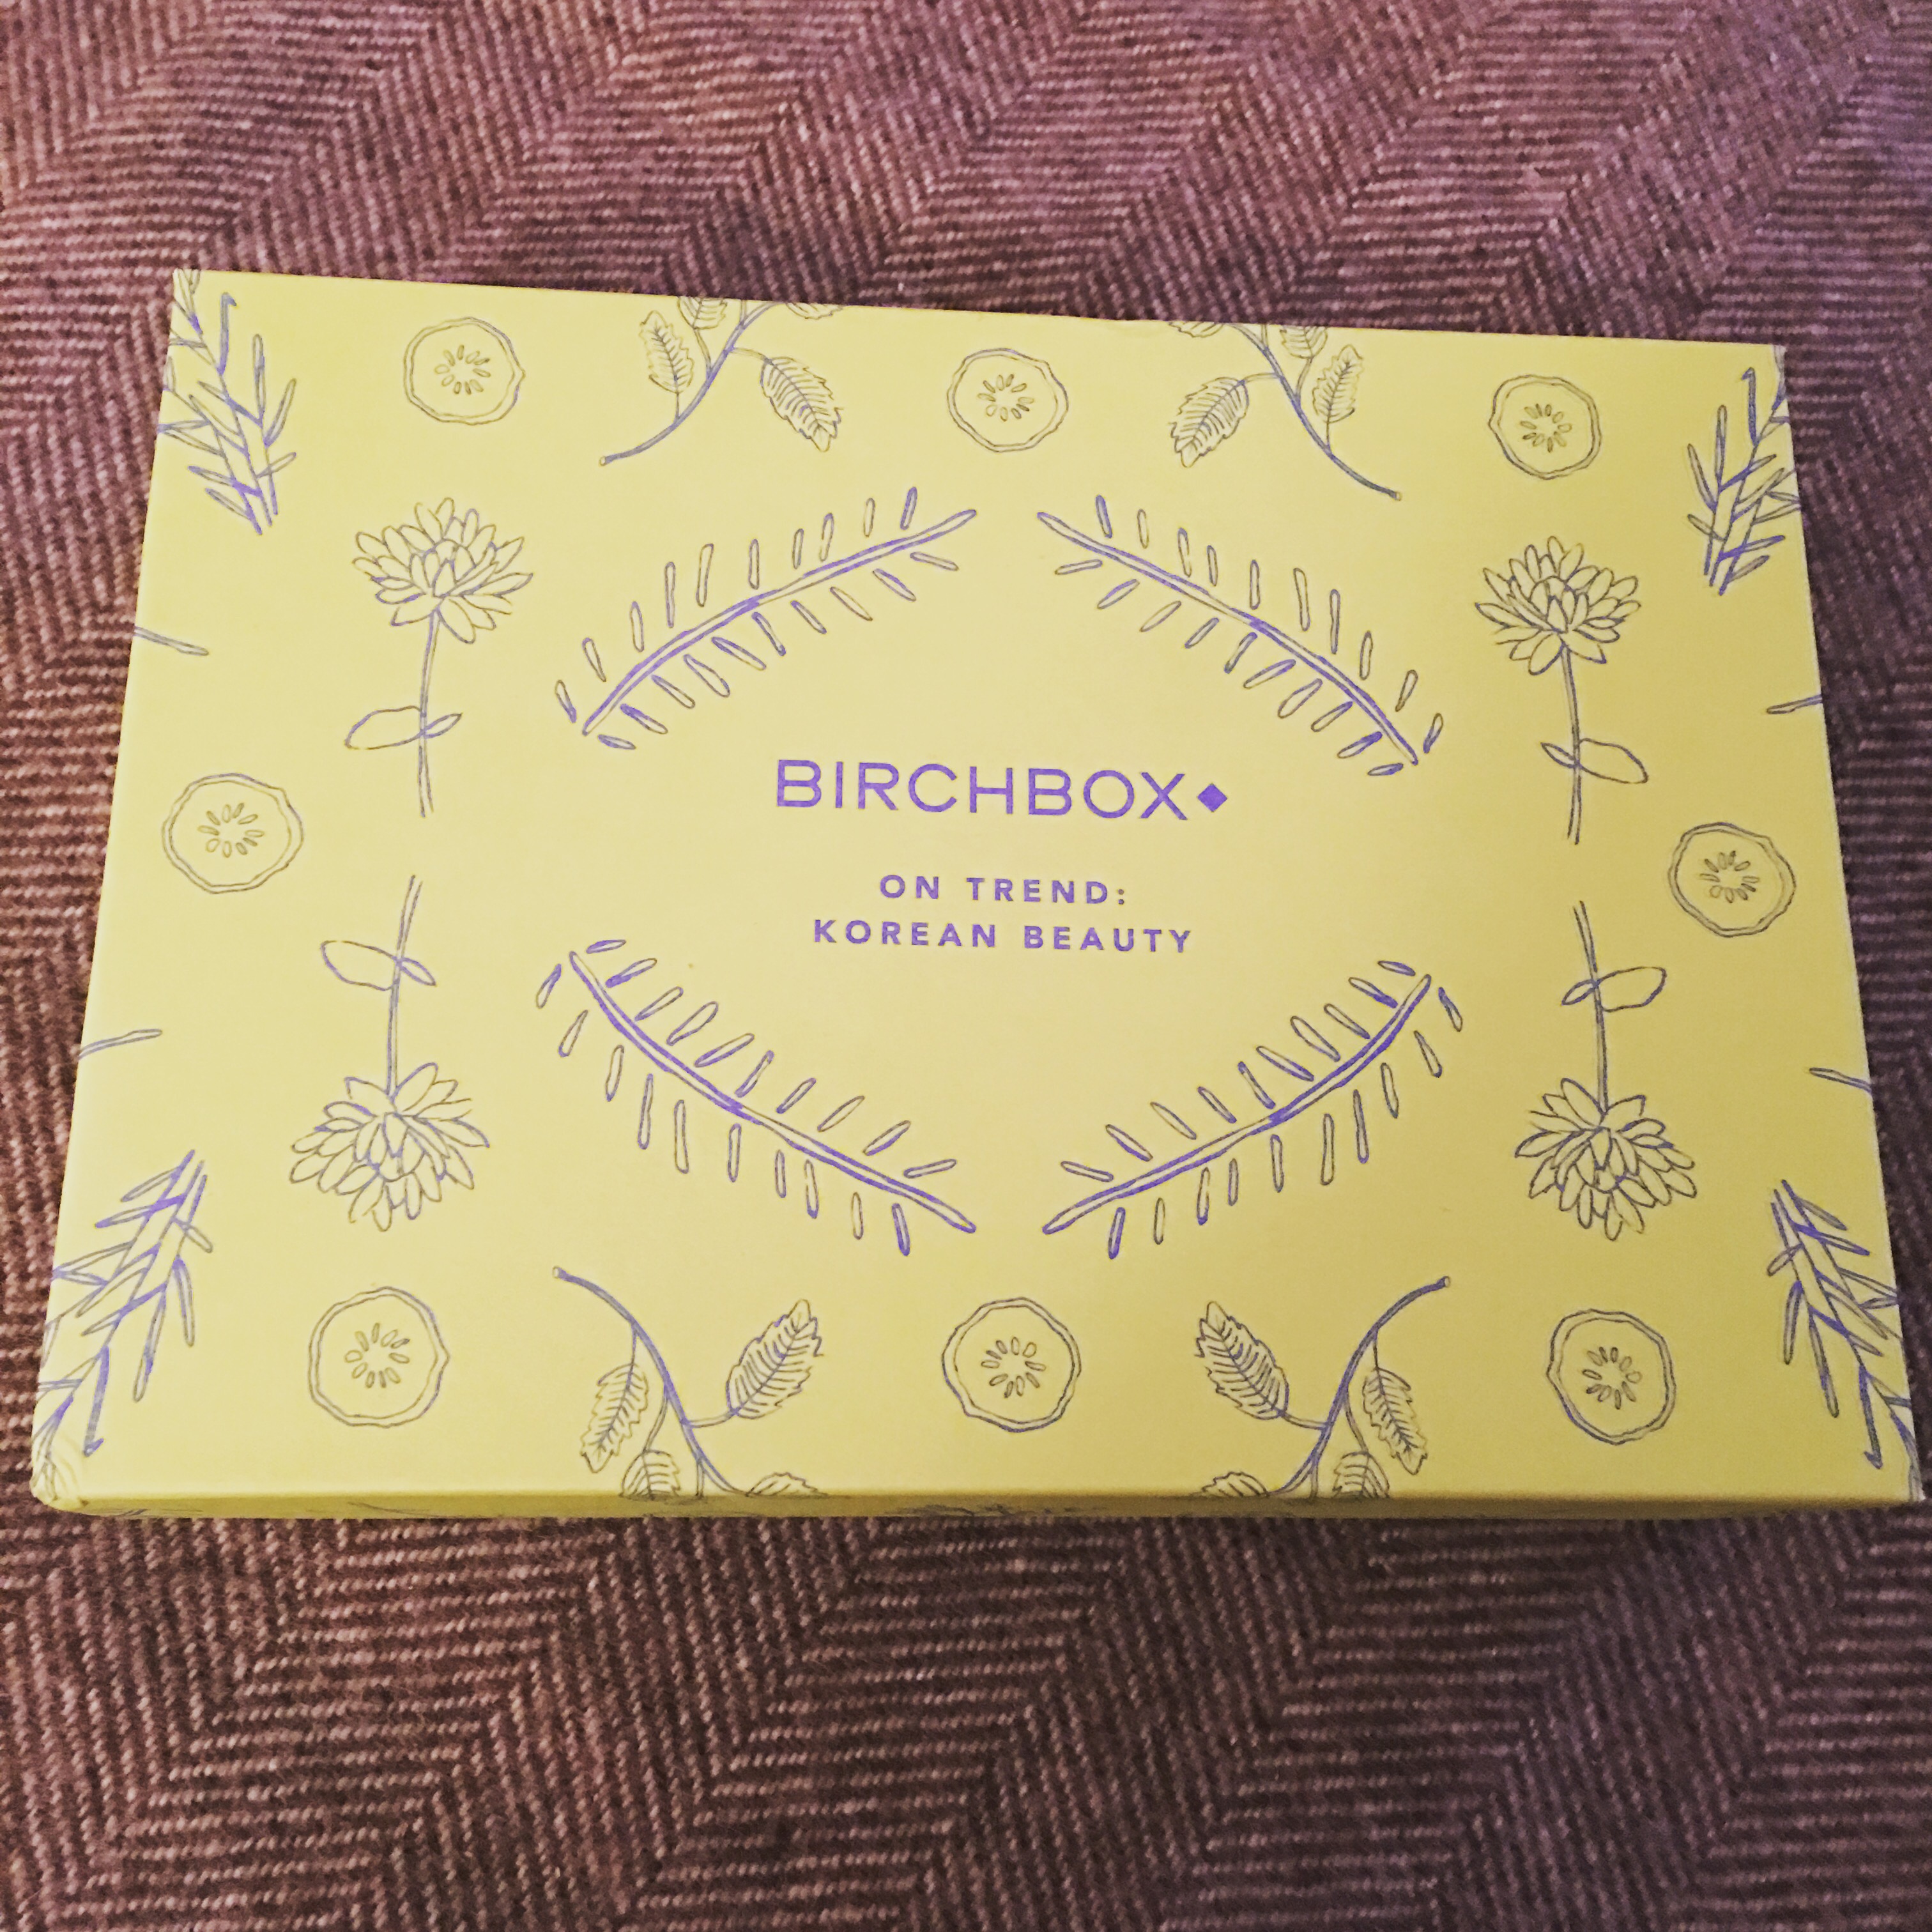 BIRCHBOX◆
ON TREND:
KOREAN BEAUTY